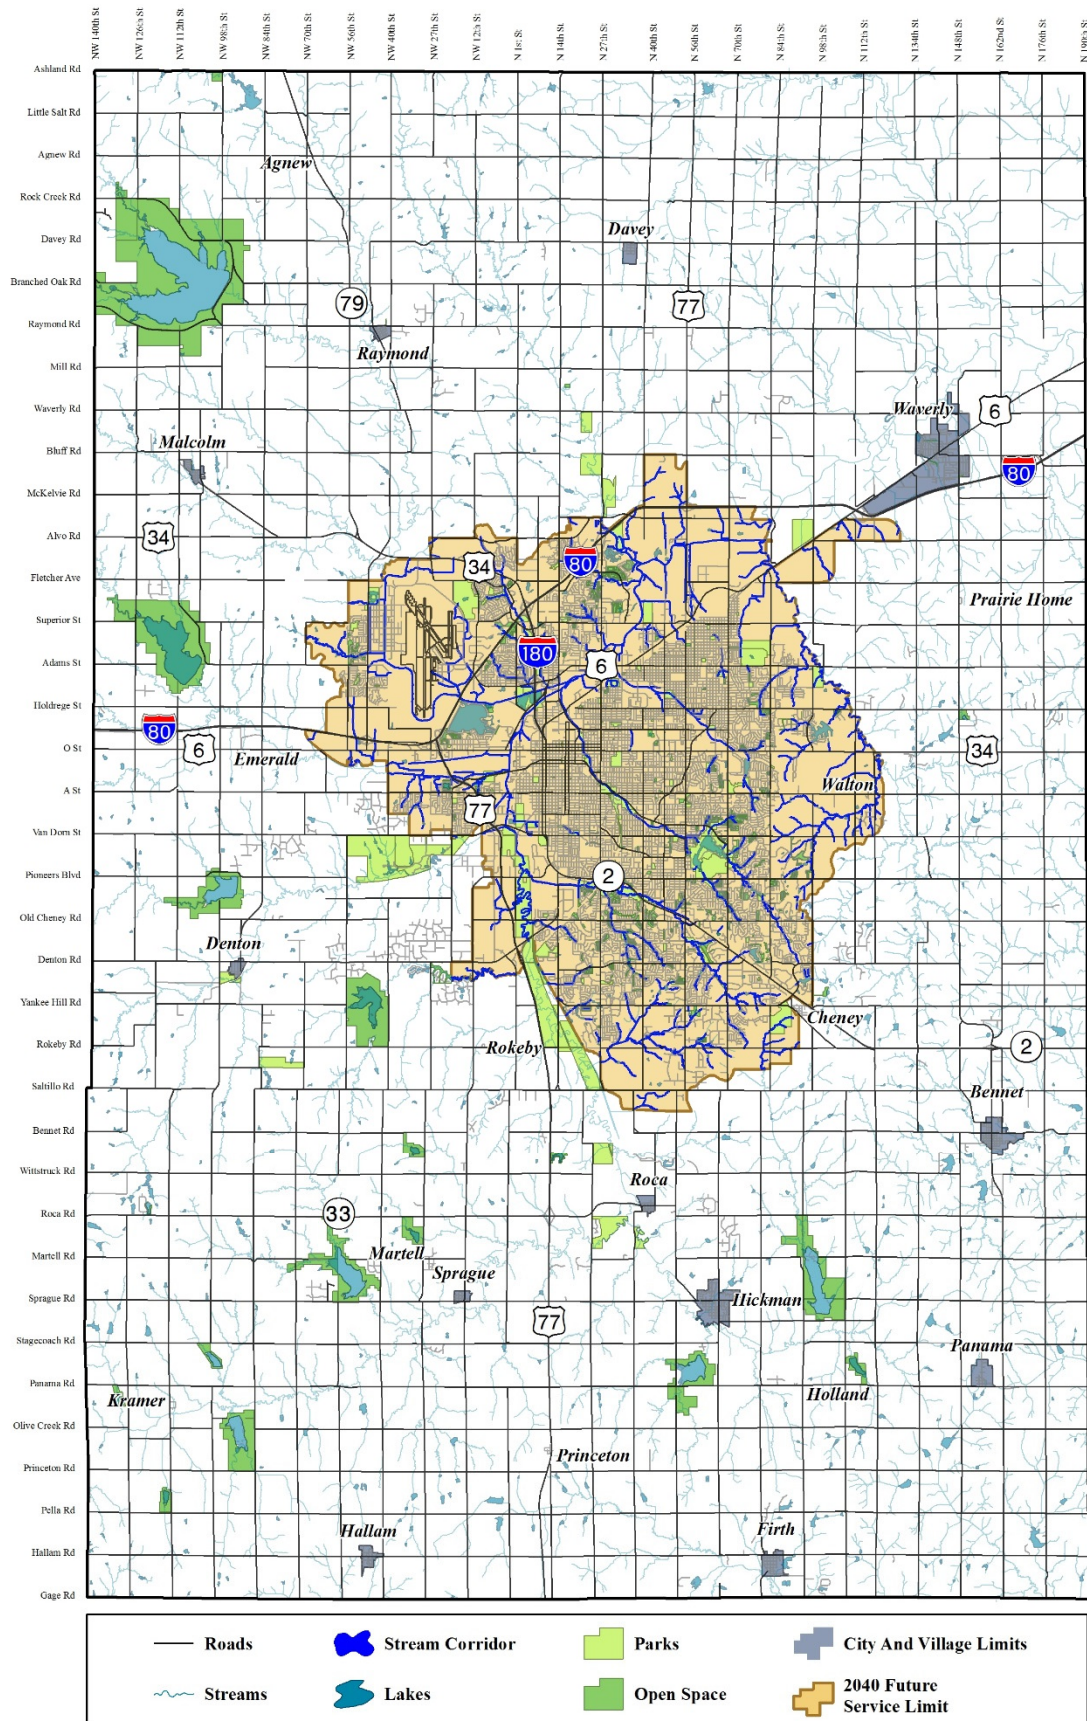 NW 140th St
NW 126th St
NW 112th St
NW 98th St
NW 84th St
NW 70th St
NW 56th St
NW 40th St
NW 27th St
NW 12th St
N 1st St
N 14th St
N 27th St
N 40th St
N 56th St
N 70th St
N 84th St
N 98th St
N 112th St
N 134th St
N 148th St
N 162nd St
N 176th St
N 190th St
Ashland Rd
Little Salt Rd
Agnew Rd
Agnew
Rock Creek Rd
Davey
Davey Rd
Branched Oak Rd
79
77
Raymond Rd
Raymond
Mill Rd
Waverly Rd
Waverly
6
Malcolm
Bluff Rd
80
McKelvie Rd
34
Alvo Rd
80
34
Fletcher Ave
Prairie Home
Superior St
180
6
Adams St
Holdrege St
80
6
34
O St
Emerald
Walton
A St
77
Van Dorn St
2
Pioneers Blvd
Old Cheney Rd
Denton
Denton Rd
Yankee Hill Rd
Cheney
Rokeby Rd
Rokeby
2
Saltillo Rd
Bennet
Bennet Rd
Wittstruck Rd
Roca
Roca Rd
33
Martell Rd
Martell
Sprague
Sprague Rd
Hickman
77
Stagecoach Rd
Panama
Panama Rd
Kramer
Holland
Olive Creek Rd
Princeton
Princeton Rd
Pella Rd
Hallam
Firth
Hallam Rd
Gage Rd
Roads
Stream Corridor
Parks
City And Village Limits
Streams
Lakes
Open Space
2040 Future
Service Limit